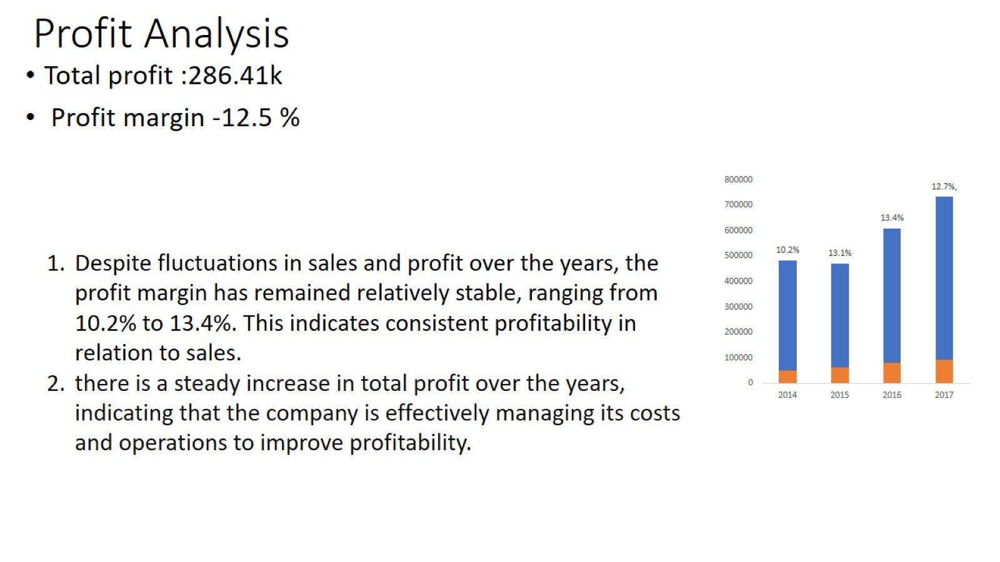 Profit Analysis
• Total profit :286.41k
• Profit margin -12.5 %
1. Despite fluctuations in sales and profit over the years, the
profit margin has remained relatively stable, ranging from
10.2% to 13.4%. This indicates consistent profitability in
relation to sales.
2. there is a steady increase in total profit over the years,
indicating that the company is effectively managing its costs
and operations to improve profitability.
800000
700000
600000
500000
400000
300000
200000
100000
0
10.2%
13.1%
13.4%
12.7%,
2014 2015 2016 2017